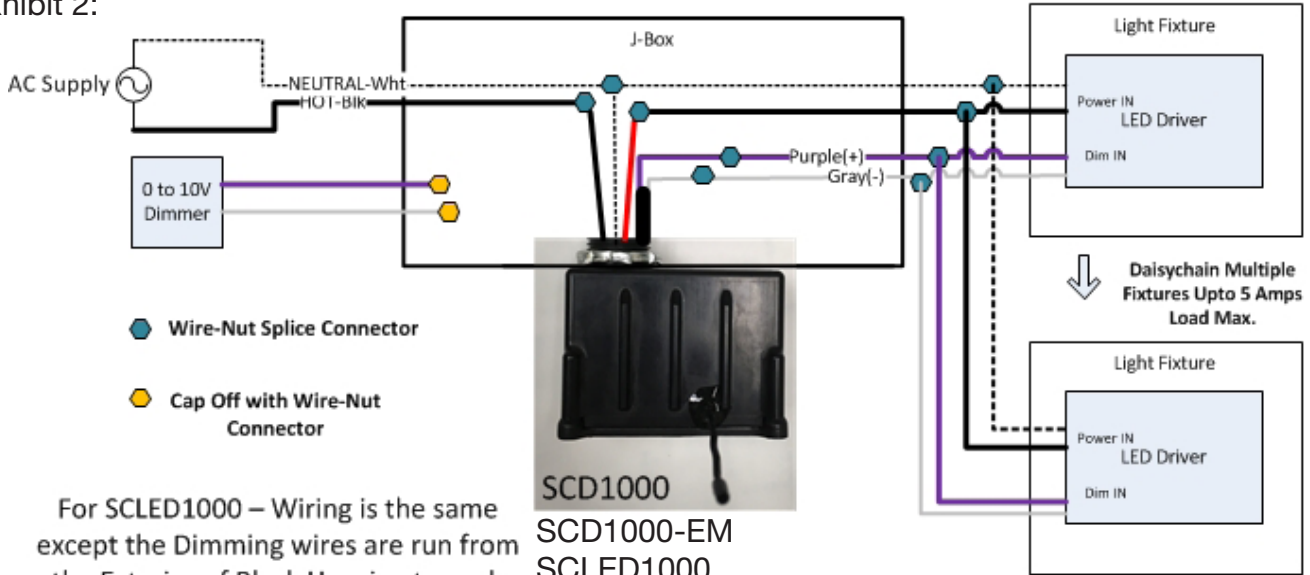 Exhibit 2:
J-Box
Light Fixture
AC Supply
NEUTRAL-Wht
HOT-Blk
Power IN
LED Driver
Dim IN
Purple(+)
Gray(-)
0 to 10V
Dimmer
Daisychain Multiple
Fixtures Upto 5 Amps
Load Max.
Wire-Nut Splice Connector
Cap Off with Wire-Nut
Connector
Light Fixture
Power IN
LED Driver
Dim IN
SCD1000
SCD1000-EM
SCLED1000
For SCLED1000 – Wiring is the same
except the Dimming wires are run from